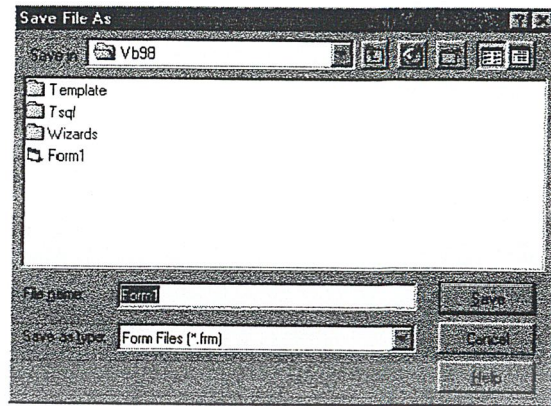 Save File As
Save in: Vb98
Template
Tsql
Wizards
Form1
File name: Form1 Save
Save as type: Form Files (*.frm) Cancel
Help